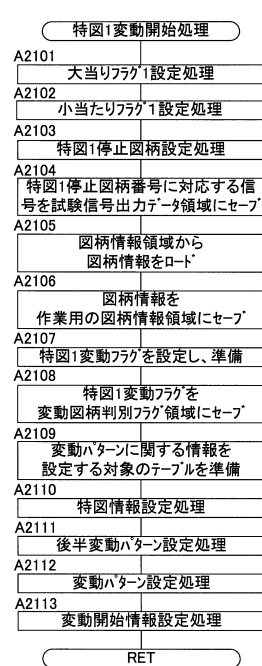 特図1変動開始処理
A2101
大当りフラグ1設定処理
A2102
小当たりフラグ1設定処理
A2103
特図1停止図柄設定処理
A2104
特図1停止図柄番号に対応する信
号を試験信号出力データ領域にセーブ
A2105
図柄情報領域から
図柄情報をロード
A2106
図柄情報を
作業用の図柄情報領域にセーブ
A2107
特図1変動フラグを設定し、準備
A2108
特図1変動フラグを
変動図柄判別フラグ領域にセーブ
A2109
変動パターンに関する情報を
設定する対象のテーブルを準備
A2110
特図情報設定処理
A2111
後半変動パターン設定処理
A2112
変動パターン設定処理
A2113
変動開始情報設定処理
RET